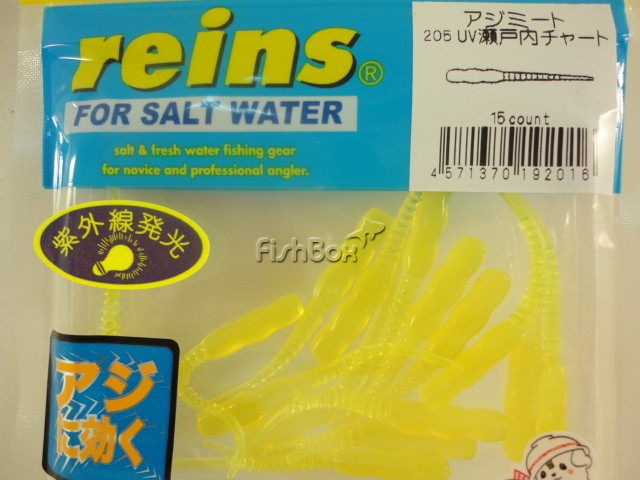 reins®
FOR SALT WATER
salt & fresh water fishing gear
for novice and professional angler.
アジミート
205 UV瀬戸内チャート
15 count
4 571370 192016
紫外線発光
FishBox
アジ
に効く